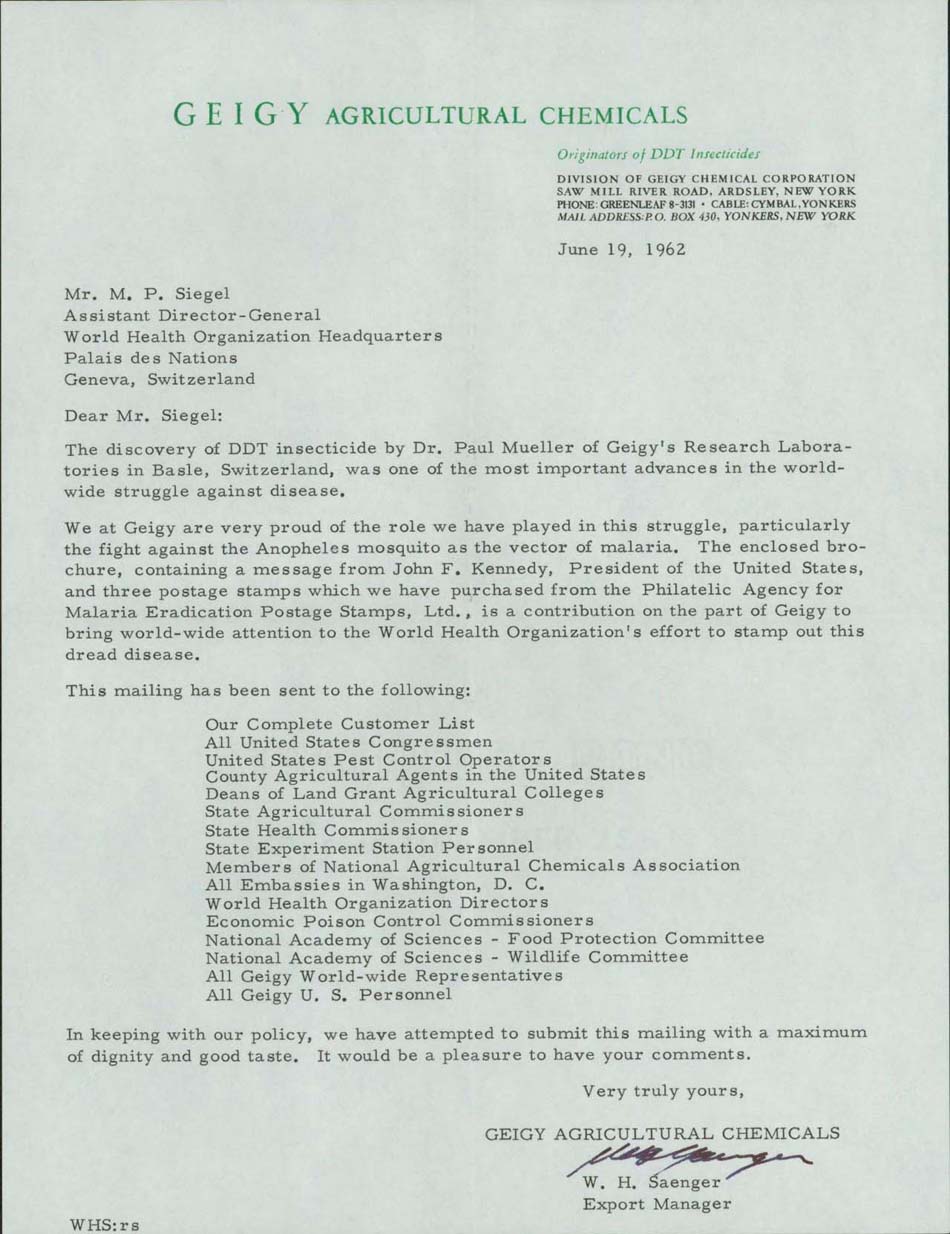 GEIGY AGRICULTURAL CHEMICALS
Originators of DDT Insecticides
DIVISION OF GEIGY CHEMICAL CORPORATION
SAW MILL RIVER ROAD, ARDSLEY, NEW YORK
PHONE: GREENLEAF 8-3131 • CABLE: CYMBAL, YONKERS
MAIL ADDRESS: P.O. BOX 430, YONKERS, NEW YORK
June 19, 1962
Mr. M. P. Siegel
Assistant Director-General
World Health Organization Headquarters
Palais des Nations
Geneva, Switzerland
Dear Mr. Siegel:
The discovery of DDT insecticide by Dr. Paul Mueller of Geigy's Research Labora-
tories in Basle, Switzerland, was one of the most important advances in the world-
wide struggle against disease.
We at Geigy are very proud of the role we have played in this struggle, particularly
the fight against the Anopheles mosquito as the vector of malaria. The enclosed bro-
chure, containing a message from John F. Kennedy, President of the United States,
and three postage stamps which we have purchased from the Philatelic Agency for
Malaria Eradication Postage Stamps, Ltd., is a contribution on the part of Geigy to
bring world-wide attention to the World Health Organization's effort to stamp out this
dread disease.
This mailing has been sent to the following:
Our Complete Customer List
All United States Congressmen
United States Pest Control Operators
County Agricultural Agents in the United States
Deans of Land Grant Agricultural Colleges
State Agricultural Commissioners
State Health Commissioners
State Experiment Station Personnel
Members of National Agricultural Chemicals Association
All Embassies in Washington, D. C.
World Health Organization Directors
Economic Poison Control Commissioners
National Academy of Sciences - Food Protection Committee
National Academy of Sciences - Wildlife Committee
All Geigy World-wide Representatives
All Geigy U. S. Personnel
In keeping with our policy, we have attempted to submit this mailing with a maximum
of dignity and good taste. It would be a pleasure to have your comments.
Very truly yours,
GEIGY AGRICULTURAL CHEMICALS
W. H. Saenger
Export Manager
WHS:rs